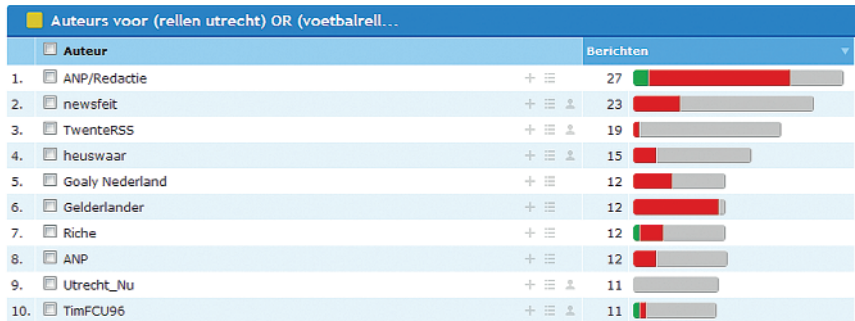 Auteurs voor (rellen utrecht) OR (voetbalrell...
Auteur Berichten
1. ANP/Redactie 27
2. newsfeit 23
3. TwenteRSS 19
4. heuswaar 15
5. Goaly Nederland 12
6. Gelderlander 12
7. Riche 12
8. ANP 12
9. Utrecht_Nu 11
10. TimFCU96 11